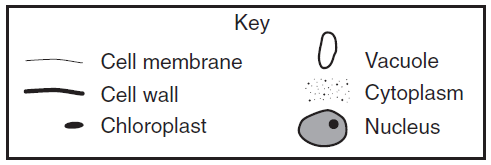 Key
Cell membrane
Cell wall
Chloroplast
Vacuole
Cytoplasm
Nucleus